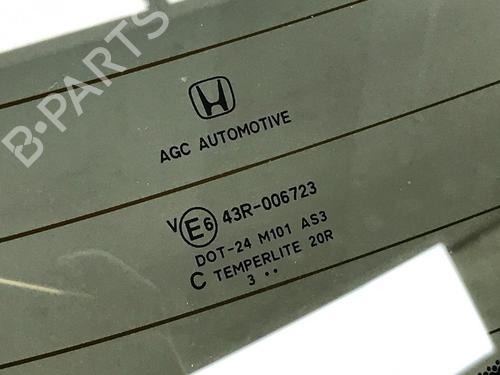 B-PARTS
AGC AUTOMOTIVE
V E6 43R-006723
DOT-24 M101 AS3
C TEMPERLITE 20R
3 ••